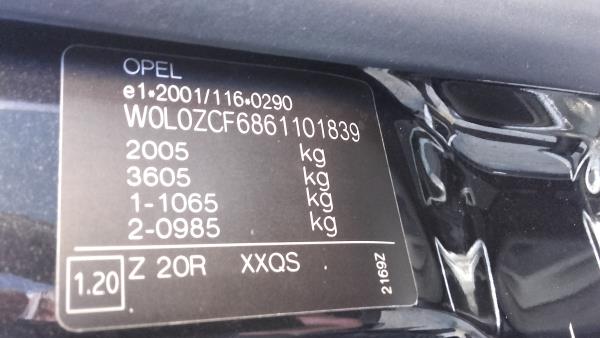 OPEL
e1*2001/116*0290
W0L0ZCF6861101839
2005 kg
3605 kg
1-1065 kg
2-0985 kg
1.20 Z 20R XXQS .
2169Z